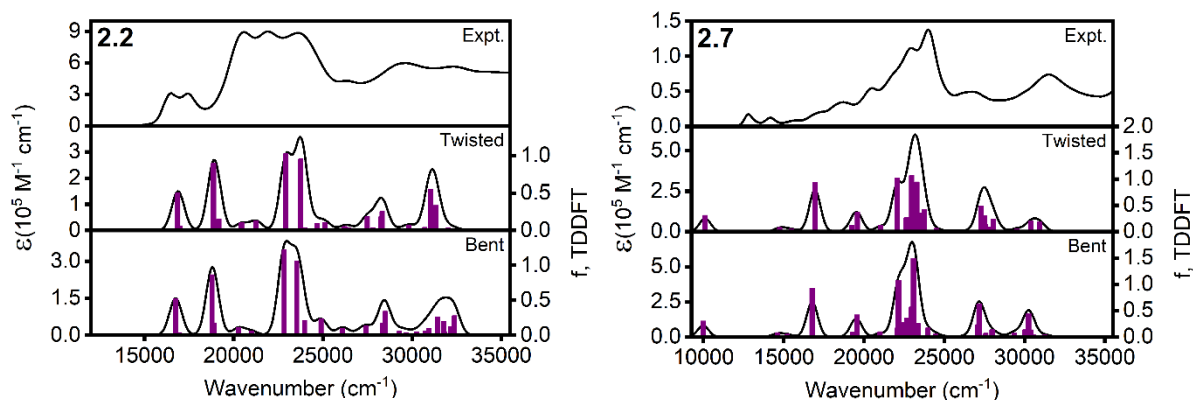 2.2
Expt.
9
6
3
0
Twisted
3
2
1
0
1.0
0.5
0.0
Bent
3.0
1.5
0.0
1.0
0.5
0.0
ε(10⁵ M⁻¹ cm⁻¹)
f, TDDFT
15000 20000 25000 30000 35000
Wavenumber (cm⁻¹)
2.7
Expt.
1.5
1.0
0.5
0.0
Twisted
5.0
2.5
0.0
2.0
1.5
1.0
0.5
0.0
Bent
5.0
2.5
0.0
1.5
1.0
0.5
0.0
ε(10⁵ M⁻¹ cm⁻¹)
f, TDDFT
10000 15000 20000 25000 30000 35000
Wavenumber (cm⁻¹)